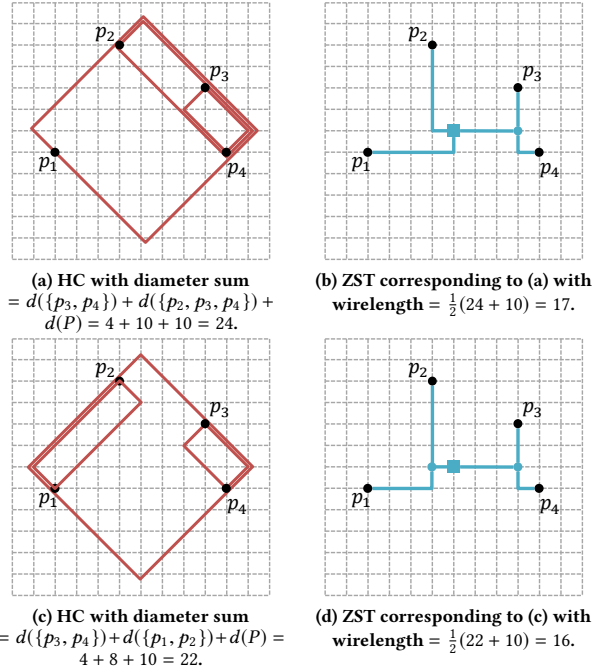 p₂
p₃
p₁
p₄
(a) HC with diameter sum
= d({p₃, p₄}) + d({p₂, p₃, p₄}) +
d(P) = 4 + 10 + 10 = 24.
p₂
p₃
p₁
p₄
(b) ZST corresponding to (a) with
wirelength = ½(24 + 10) = 17.
p₂
p₃
p₁
p₄
(c) HC with diameter sum
= d({p₃, p₄})+d({p₁, p₂})+d(P) =
4 + 8 + 10 = 22.
p₂
p₃
p₁
p₄
(d) ZST corresponding to (c) with
wirelength = ½(22 + 10) = 16.